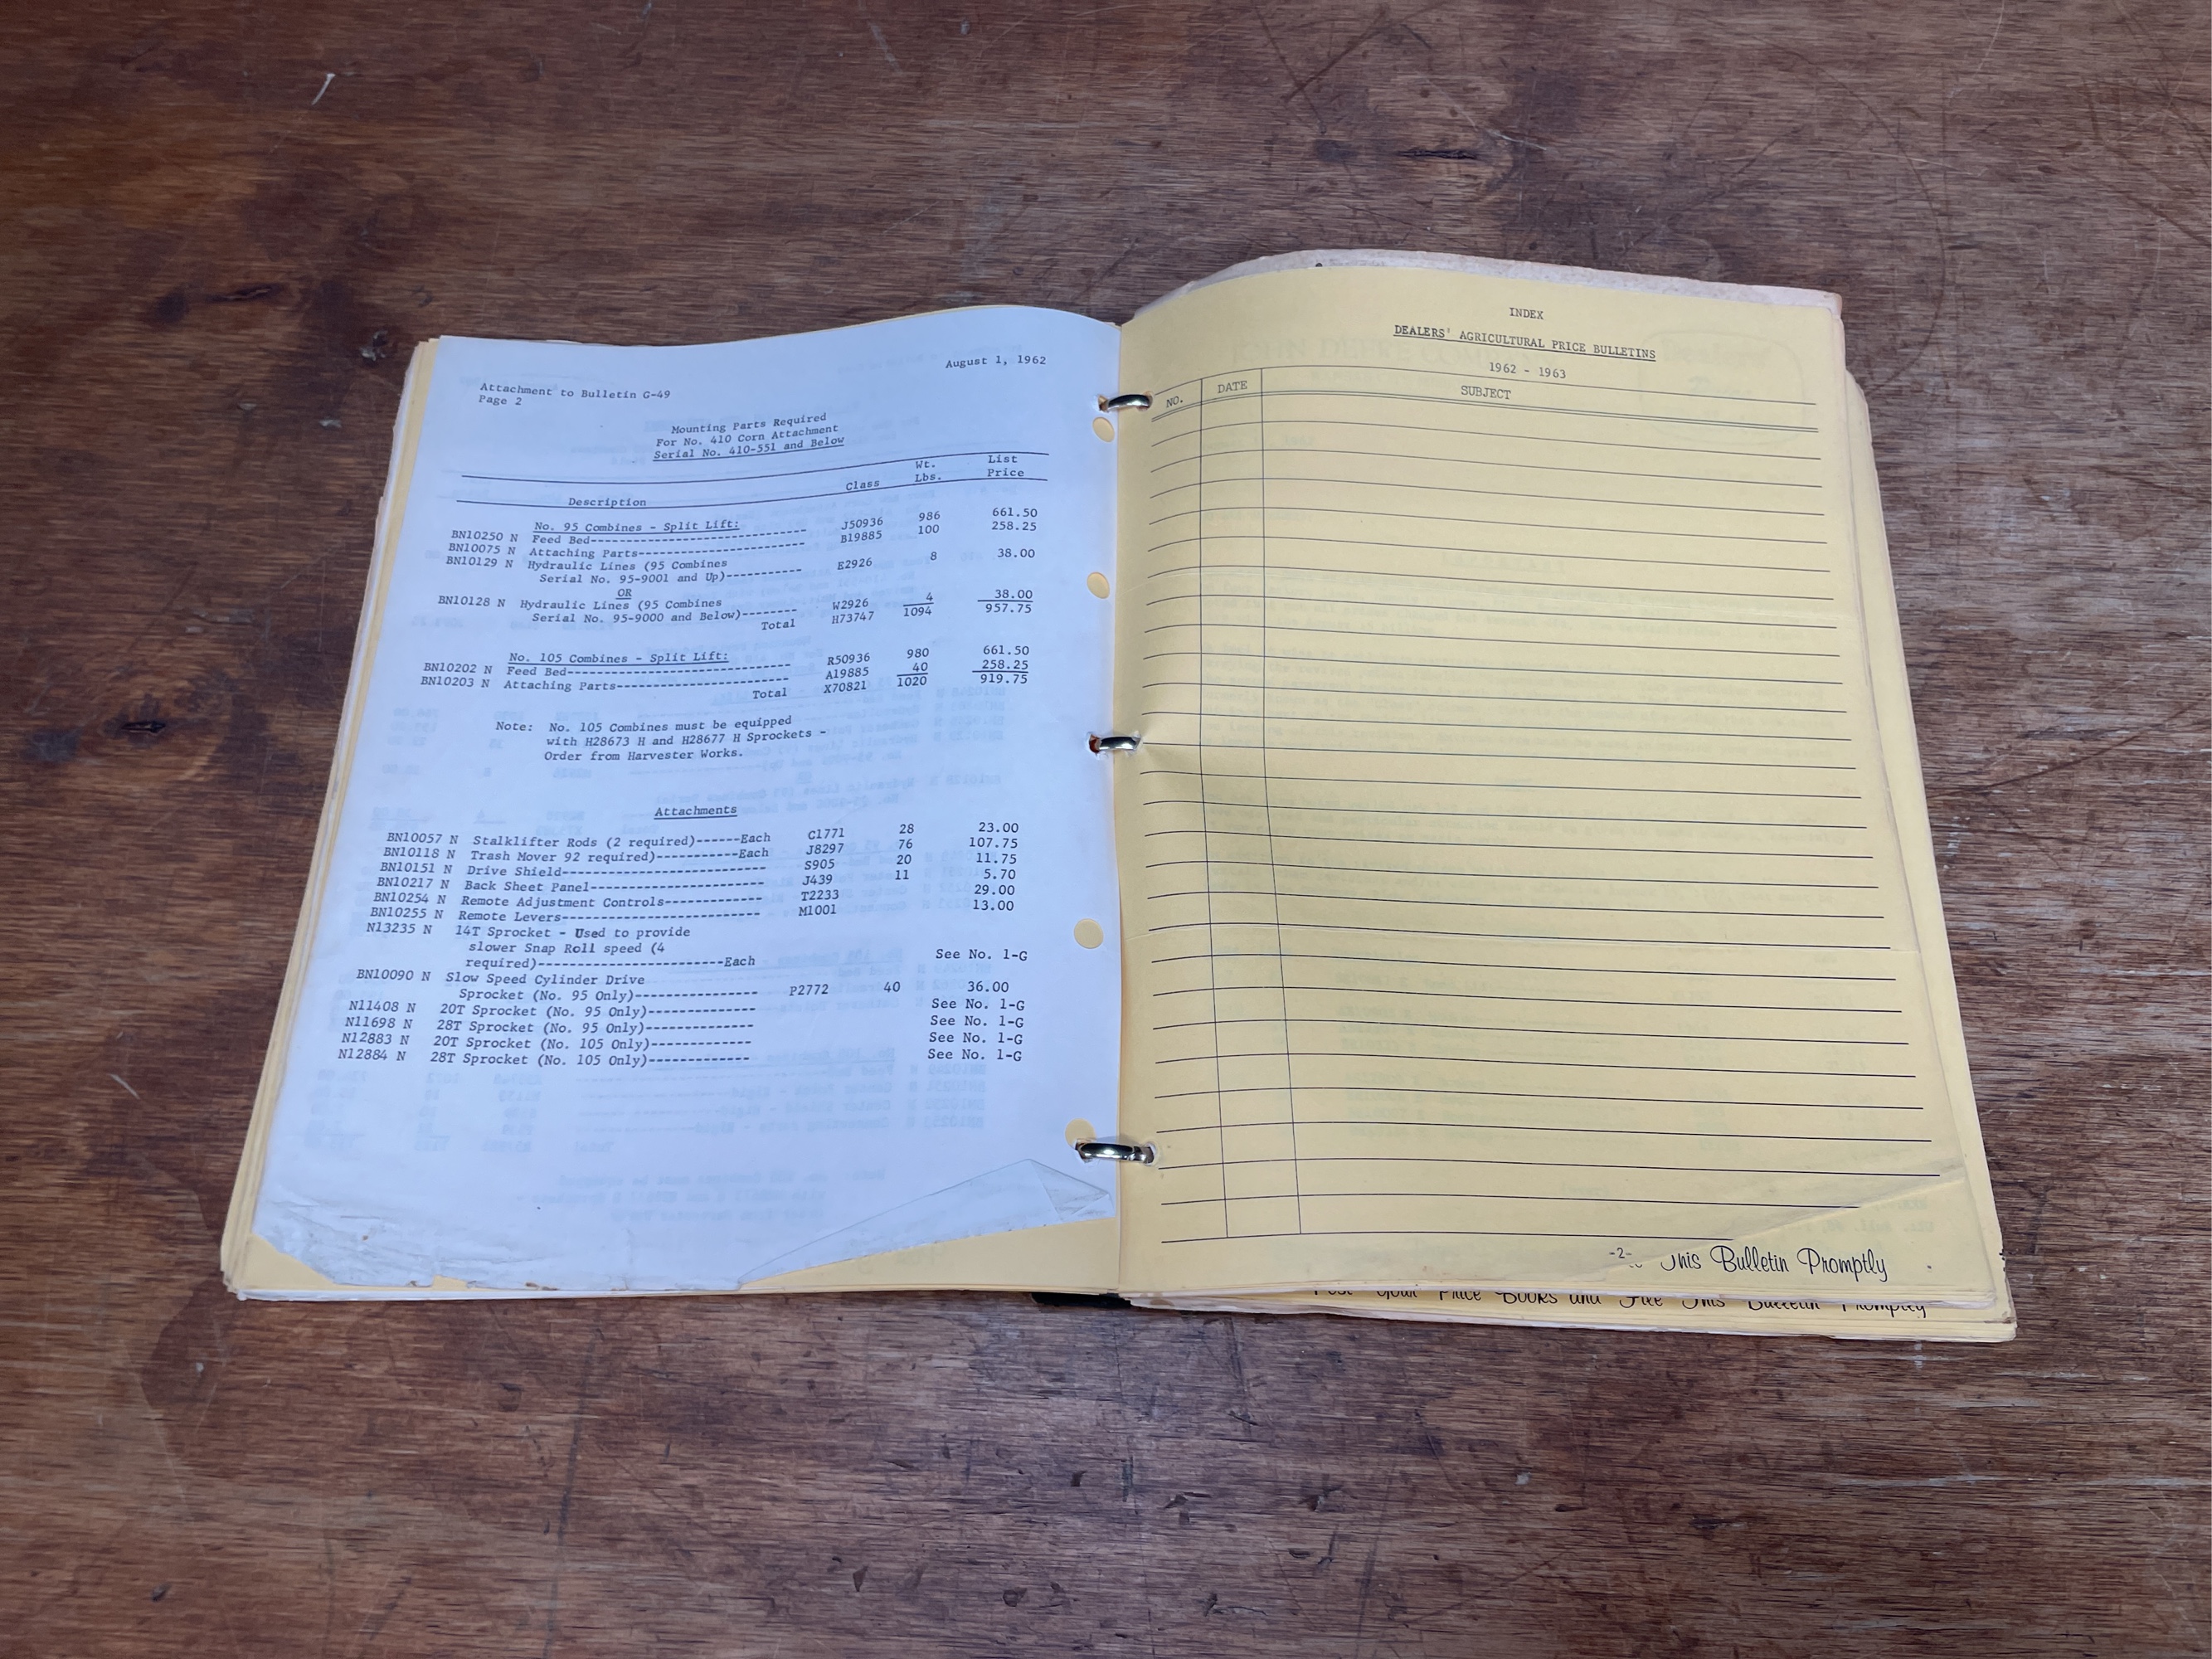 August 1, 1962
Attachment to Bulletin G-49
Page 2
Mounting Parts Required
For No. 410 Corn Attachment
Serial No. 410-551 and Below
Description Class Wt. Lbs. List Price
No. 95 Combines - Split Lift:
BN10250 N Feed Bed-------------------------------- J50936 986 661.50
BN10075 N Attaching Parts------------------------- B19885 100 258.25
BN10129 N Hydraulic Lines (95 Combines
Serial No. 95-9001 and Up)----------- E2926 8 38.00
OR
BN10128 N Hydraulic Lines (95 Combines
Serial No. 95-9000 and Below)-------- W2926 4 38.00
Total H73747 1094 957.75
No. 105 Combines - Split Lift:
BN10202 N Feed Bed-------------------------------- R50936 980 661.50
BN10203 N Attaching Parts------------------------- A19885 40 258.25
Total X70821 1020 919.75
Note: No. 105 Combines must be equipped
with H28673 H and H28677 H Sprockets -
Order from Harvester Works.
Attachments
BN10057 N Stalklifter Rods (2 required)------Each C1771 28 23.00
BN10118 N Trash Mover 92 required)-----------Each J8297 76 107.75
BN10151 N Drive Shield----------------------------- S905 20 11.75
BN10217 N Back Sheet Panel------------------------- J439 11 5.70
BN10254 N Remote Adjustment Controls-------------- T2233 29.00
BN10255 N Remote Levers---------------------------- M1001 13.00
N13235 N 14T Sprocket - Used to provide
slower Snap Roll speed (4
required)-----------------------Each See No. 1-G
BN10090 N Slow Speed Cylinder Drive
Sprocket (No. 95 Only)----------------- P2772 40 36.00
N11408 N 20T Sprocket (No. 95 Only)-------------- See No. 1-G
N11698 N 28T Sprocket (No. 95 Only)-------------- See No. 1-G
N12883 N 20T Sprocket (No. 105 Only)------------- See No. 1-G
N12884 N 28T Sprocket (No. 105 Only)------------- See No. 1-G
INDEX
DEALERS' AGRICULTURAL PRICE BULLETINS
1962 - 1963
NO. DATE SUBJECT
-2-
This Bulletin Promptly
Post Your Price Books and File This Bulletin Promptly